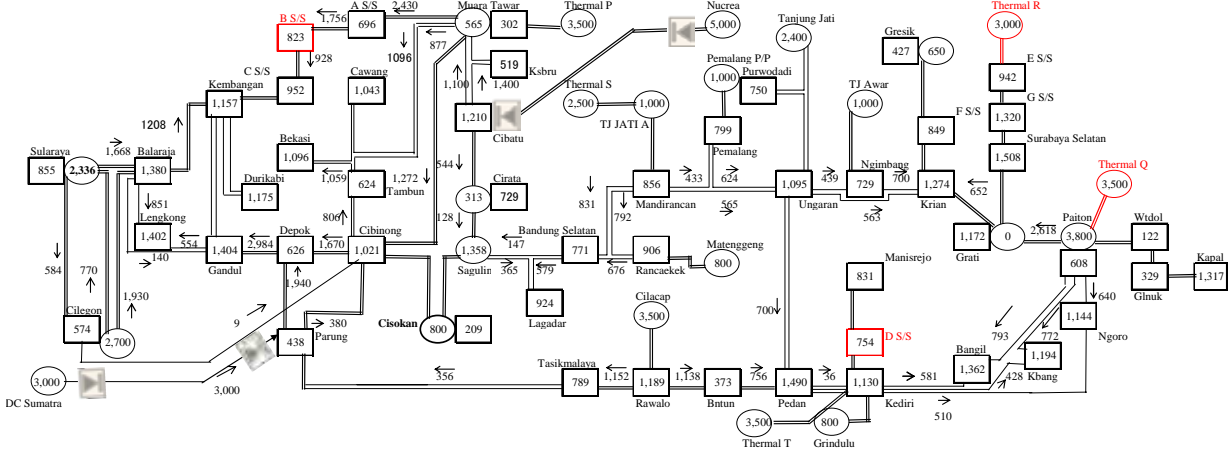 B S/S
823
1,756
A S/S
696
2,430
Muara Tawar
565
302
Thermal P
3,500
Nucrea
5,000
Tanjung Jati
2,400
Gresik
427
650
Thermal R
3,000
928
877
1096
519
Ksbru
1,400
1,100
Pemalang P/P
1,000
Purwodadi
750
TJ Awar
1,000
E S/S
942
G S/S
1,320
C S/S
952
Cawang
1,043
Thermal S
2,500
1,000
TJ JATI A
Kembangan
1,157
1,210
Cibatu
799
Pemalang
F S/S
849
Surabaya Selatan
1,508
1208
Bekasi
1,096
Sularaya
855
2,336
1,668
Balaraja
1,380
1,059
624
1,272
Tambun
544
Cirata
313
729
856
Mandirancan
433
624
565
1,095
Ungaran
439
Ngimbang
729
700
563
1,274
Krian
652
Thermal Q
3,500
Durikabi
1,175
851
Lengkong
1,402
140
554
831
792
806
128
1,404
Gandul
2,984
Depok
626
1,670
Cibinong
1,021
1,358
Sagulin
147
365
579
Bandung Selatan
771
676
906
Rancaekek
Matenggeng
800
1,172
Grati
0
2,618
Paiton
3,800
608
Wtdol
122
329
Glnuk
Kapal
1,317
584
770
1,930
1,940
Manisrejo
831
640
Cilegon
574
2,700
9
380
438
Parung
Cisokan
800
209
924
Lagadar
Cilacap
3,500
700
D S/S
754
793
772
1,144
Ngoro
Bangil
1,362
1,194
Kbang
DC Sumatra
3,000
3,000
356
Tasikmalaya
789
1,152
1,189
Rawalo
1,138
373
Bntun
756
1,490
Pedan
36
1,130
Kediri
581
428
510
3,500
Thermal T
800
Grindulu